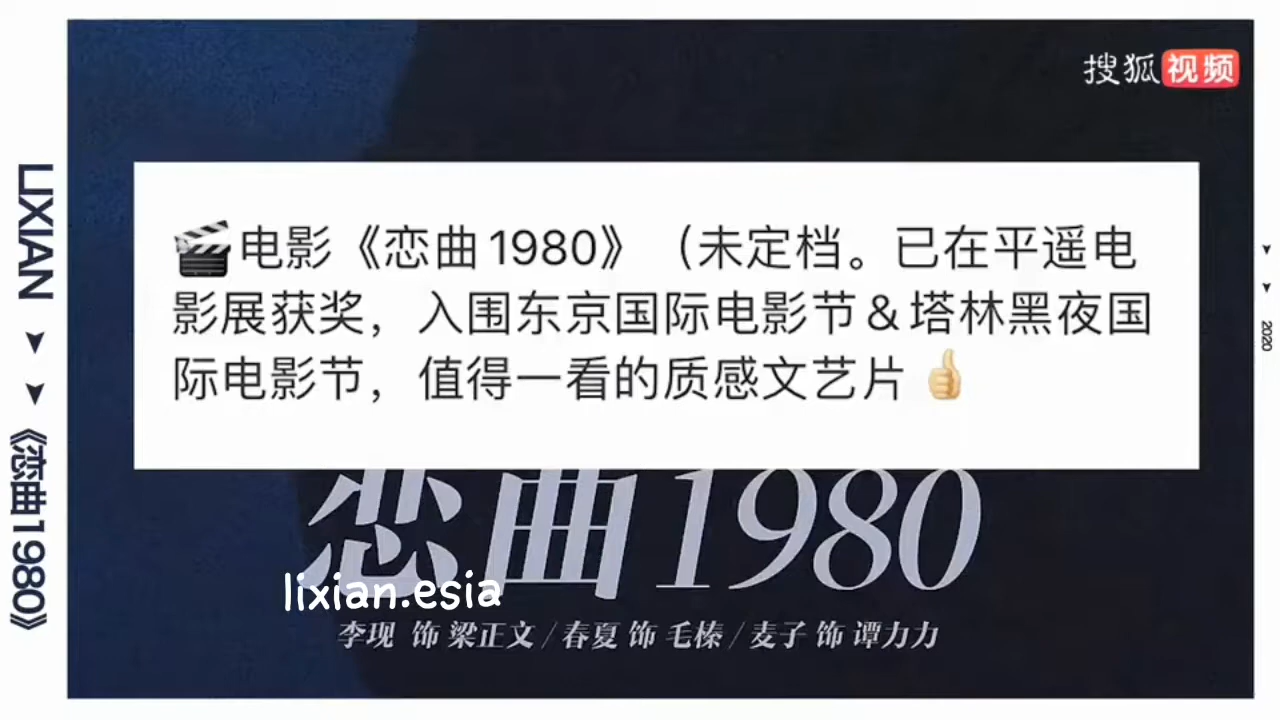 搜狐视频
LIXIAN
《恋曲1980》
🎬电影《恋曲1980》（未定档。已在平遥电
影展获奖，入围东京国际电影节＆塔林黑夜国
际电影节，值得一看的质感文艺片👍🏻
2020
恋曲1980
lixian.esia
李现 饰 梁正文 / 春夏 饰 毛榛 / 麦子 饰 谭力力